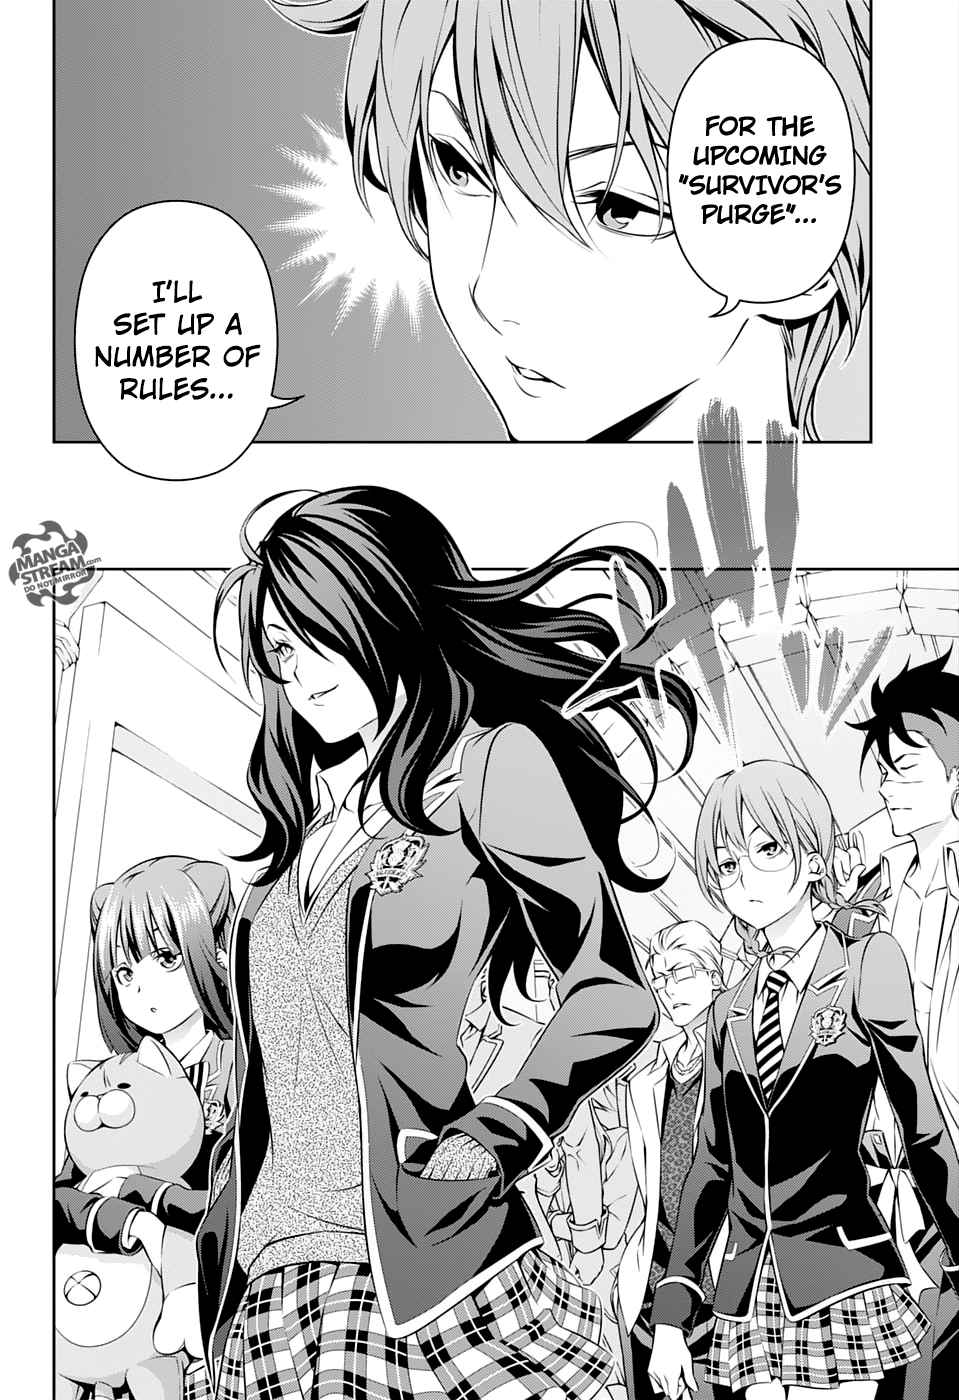 FOR THE
UPCOMING
"SURVIVOR'S
PURGE"...
I'LL
SET UP A
NUMBER OF
RULES...
MANGA
STREAM.com
DO NOT MIRROR